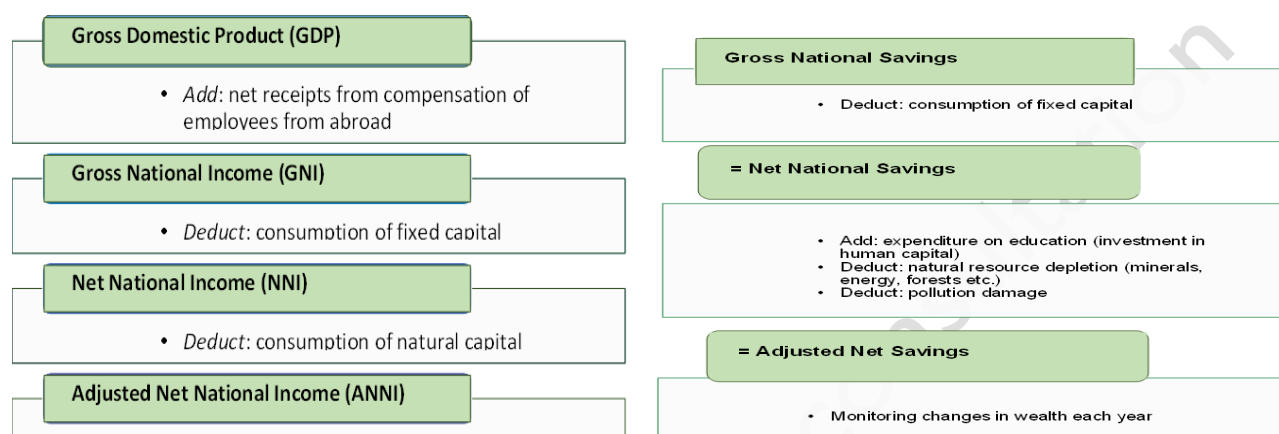 Gross Domestic Product (GDP)
• Add: net receipts from compensation of
employees from abroad
Gross National Income (GNI)
• Deduct: consumption of fixed capital
Net National Income (NNI)
• Deduct: consumption of natural capital
Adjusted Net National Income (ANNI)
Gross National Savings
• Deduct: consumption of fixed capital
= Net National Savings
• Add: expenditure on education (investment in
human capital)
• Deduct: natural resource depletion (minerals,
energy, forests etc.)
• Deduct: pollution damage
= Adjusted Net Savings
• Monitoring changes in wealth each year